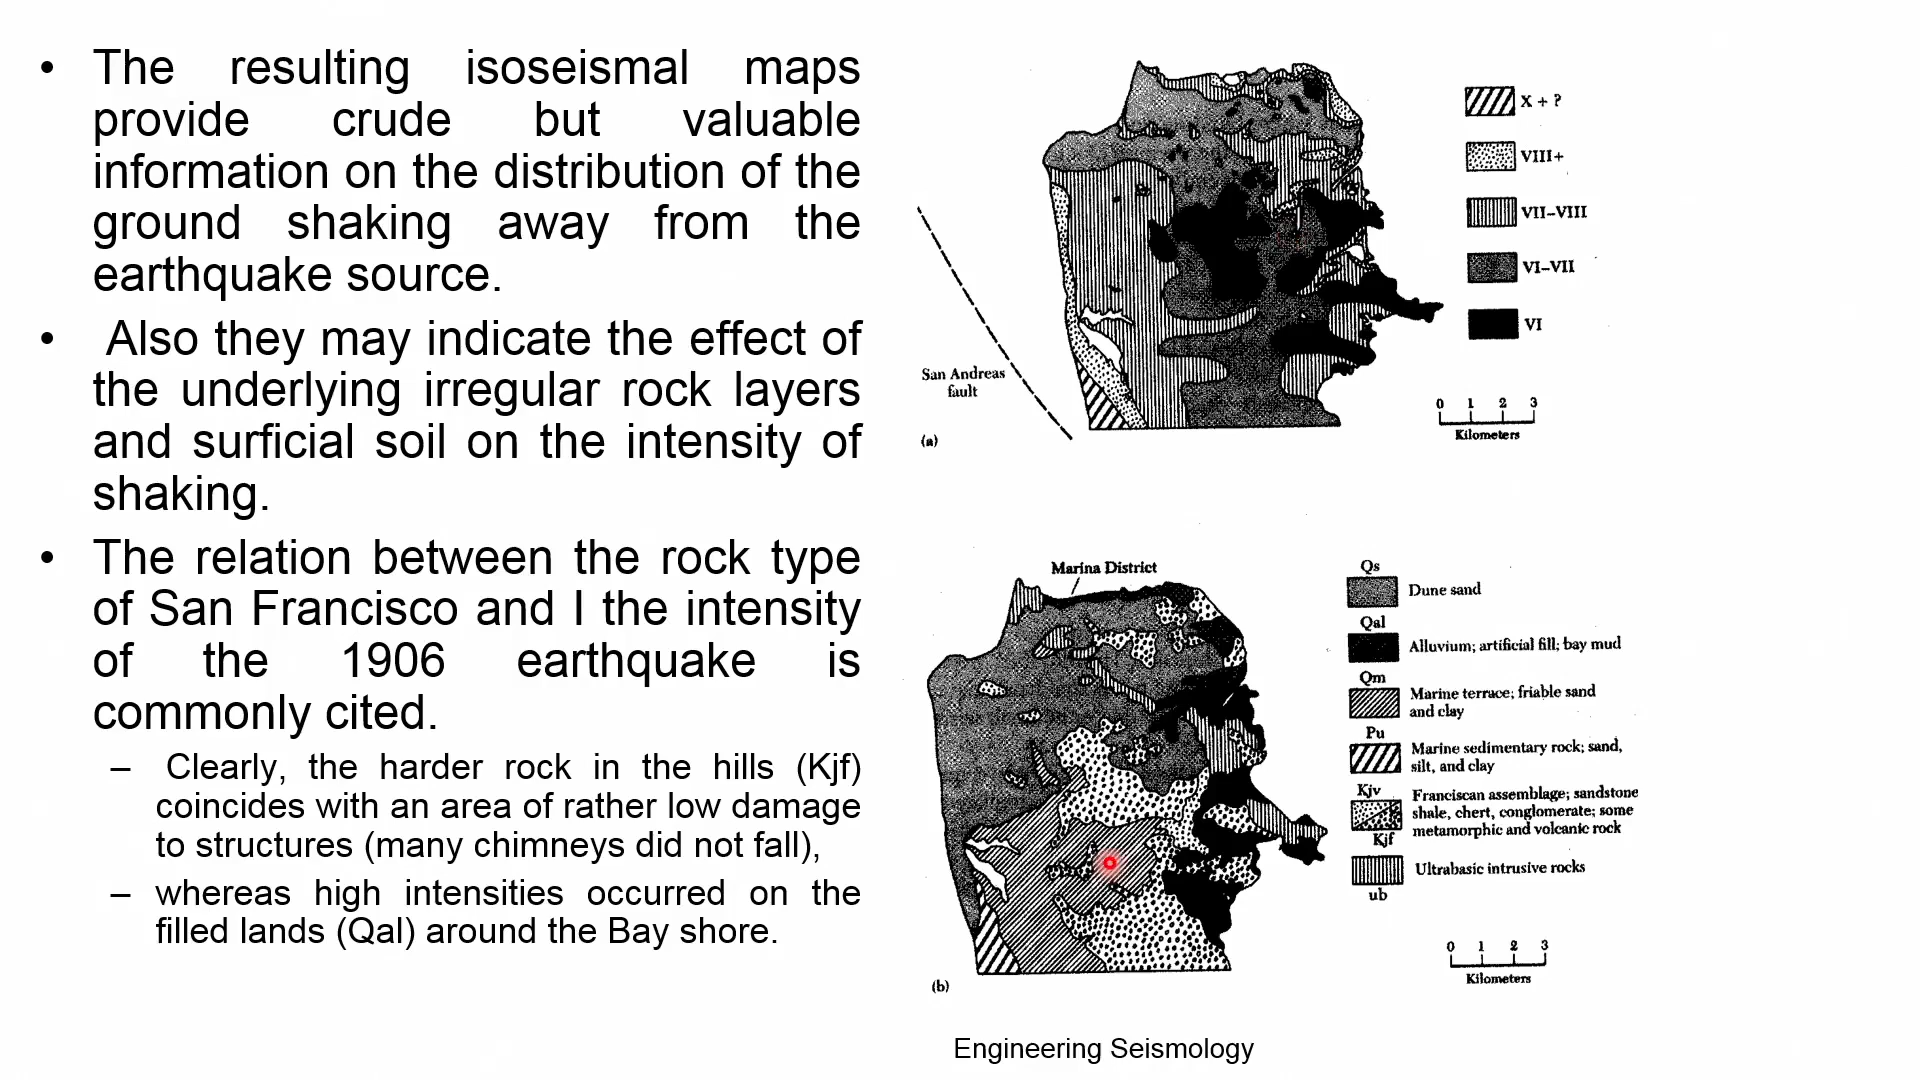 • The resulting isoseismal maps
provide crude but valuable
information on the distribution of the
ground shaking away from the
earthquake source.
• Also they may indicate the effect of
the underlying irregular rock layers
and surficial soil on the intensity of
shaking.
• The relation between the rock type
of San Francisco and I the intensity
of the 1906 earthquake is
commonly cited.
– Clearly, the harder rock in the hills (Kjf)
coincides with an area of rather low damage
to structures (many chimneys did not fall),
– whereas high intensities occurred on the
filled lands (Qal) around the Bay shore.
X + ?
VIII+
VII–VIII
VI–VII
VI
San Andreas
fault
0 1 2 3
Kilometers
(a)
Marina District
Qs
Dune sand
Qal
Alluvium; artificial fill; bay mud
Qm
Marine terrace; friable sand
and clay
Pu
Marine sedimentary rock; sand,
silt, and clay
Kjv
Franciscan assemblage; sandstone
shale, chert, conglomerate; some
metamorphic and volcanic rock
Kjf
Ultrabasic intrusive rocks
ub
0 1 2 3
Kilometers
(b)
Engineering Seismology